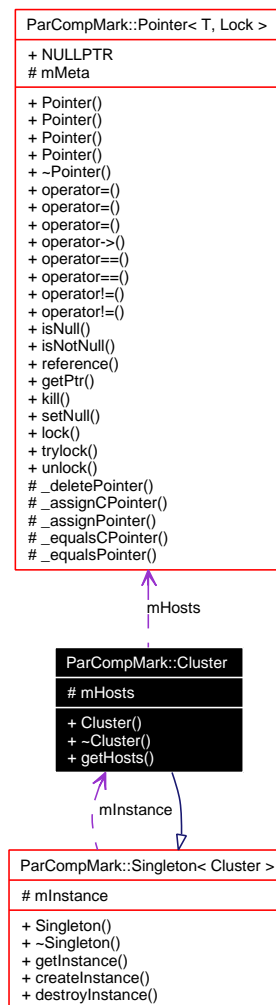 ParCompMark::Pointer< T, Lock >
+ NULLPTR
# mMeta
+ Pointer()
+ Pointer()
+ Pointer()
+ Pointer()
+ ~Pointer()
+ operator=()
+ operator=()
+ operator=()
+ operator->()
+ operator==()
+ operator==()
+ operator!=()
+ operator!=()
+ isNull()
+ isNotNull()
+ reference()
+ getPtr()
+ kill()
+ setNull()
+ lock()
+ trylock()
+ unlock()
# _deletePointer()
# _assignCPointer()
# _assignPointer()
# _equalsCPointer()
# _equalsPointer()
mHosts
ParCompMark::Cluster
# mHosts
+ Cluster()
+ ~Cluster()
+ getHosts()
mInstance
ParCompMark::Singleton< Cluster >
# mInstance
+ Singleton()
+ ~Singleton()
+ getInstance()
+ createInstance()
+ destroyInstance()